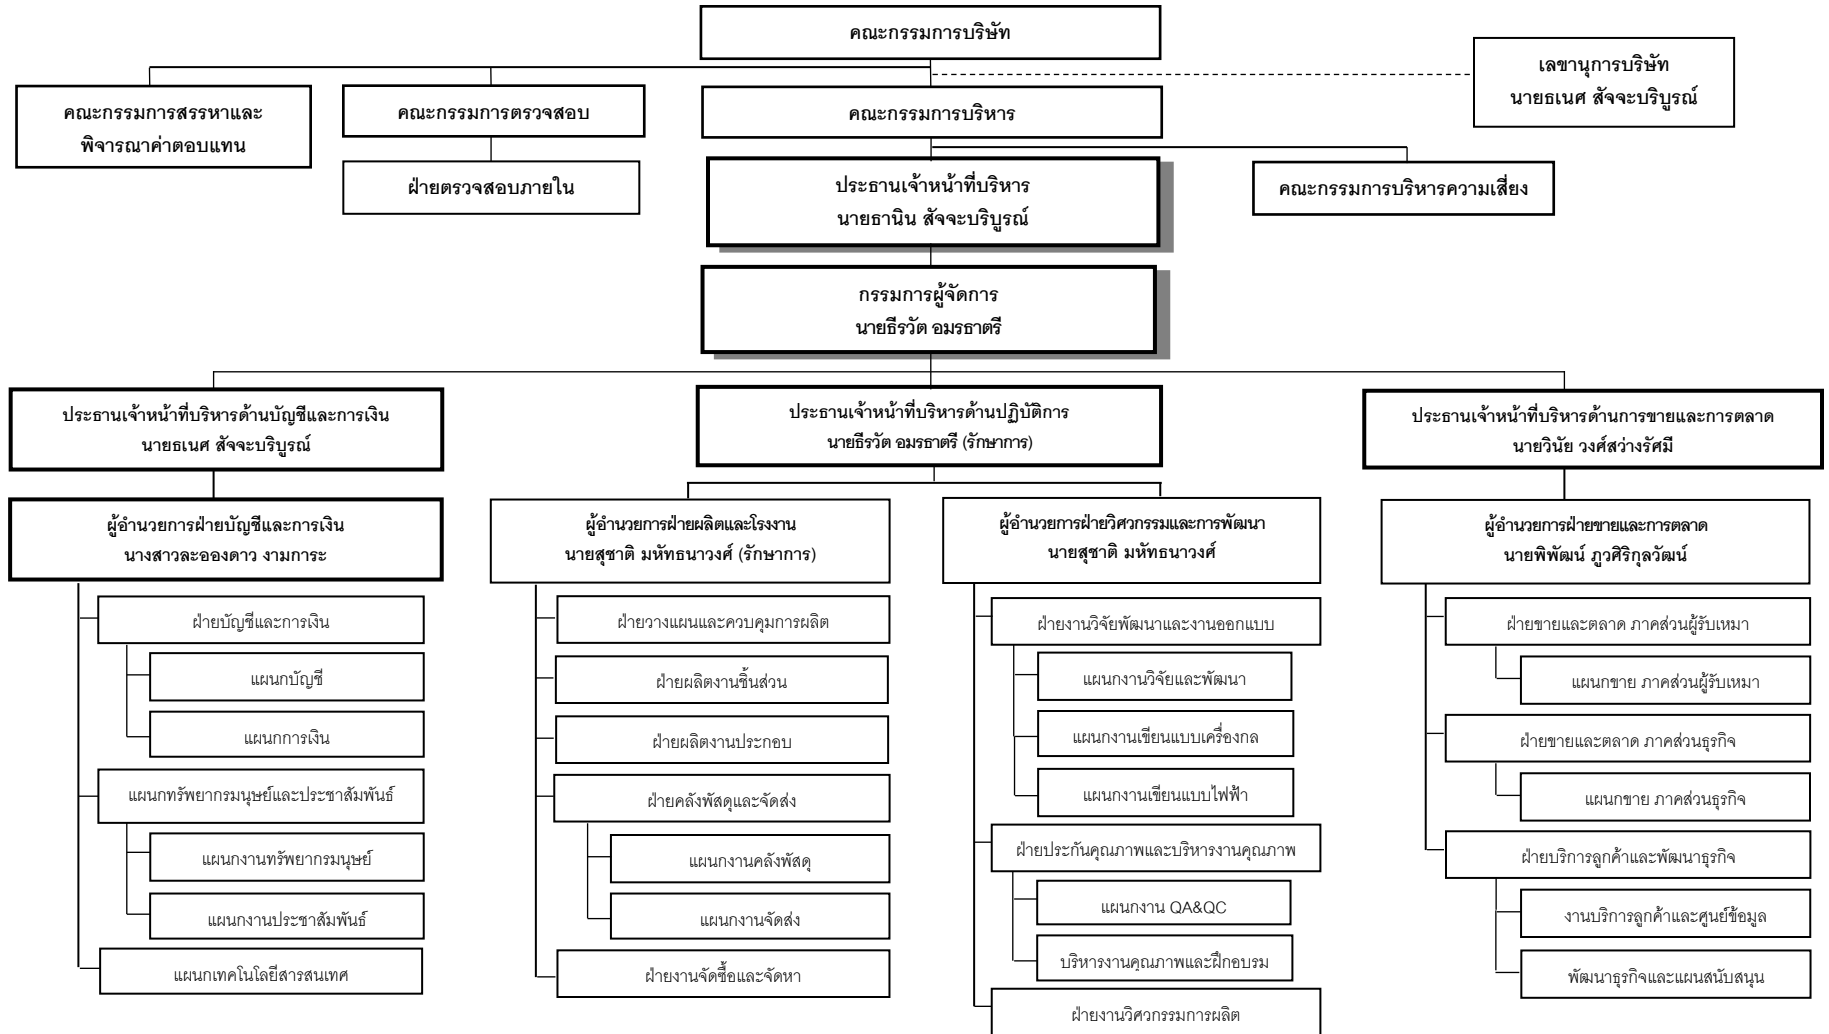 คณะกรรมการบริษัท
เลขานุการบริษัท
นายธเนศ สัจจะบริบูรณ์
คณะกรรมการสรรหาและ
พิจารณาค่าตอบแทน
คณะกรรมการตรวจสอบ
คณะกรรมการบริหาร
ฝ่ายตรวจสอบภายใน
ประธานเจ้าหน้าที่บริหาร
นายธานิน สัจจะบริบูรณ์
คณะกรรมการบริหารความเสี่ยง
กรรมการผู้จัดการ
นายธีรวัต อมรธาตรี
ประธานเจ้าหน้าที่บริหารด้านบัญชีและการเงิน
นายธเนศ สัจจะบริบูรณ์
ประธานเจ้าหน้าที่บริหารด้านปฏิบัติการ
นายธีรวัต อมรธาตรี (รักษาการ)
ประธานเจ้าหน้าที่บริหารด้านการขายและการตลาด
นายวินัย วงศ์สว่างรัศมี
ผู้อำนวยการฝ่ายบัญชีและการเงิน
นางสาวละอองดาว งามการะ
ฝ่ายบัญชีและการเงิน
แผนกบัญชี
แผนกการเงิน
แผนกทรัพยากรมนุษย์และประชาสัมพันธ์
แผนกงานทรัพยากรมนุษย์
แผนกงานประชาสัมพันธ์
แผนกเทคโนโลยีสารสนเทศ
ผู้อำนวยการฝ่ายผลิตและโรงงาน
นายสุชาติ มหัทธนาวงศ์ (รักษาการ)
ฝ่ายวางแผนและควบคุมการผลิต
ฝ่ายผลิตงานชิ้นส่วน
ฝ่ายผลิตงานประกอบ
ฝ่ายคลังพัสดุและจัดส่ง
แผนกงานคลังพัสดุ
แผนกงานจัดส่ง
ฝ่ายงานจัดซื้อและจัดหา
ผู้อำนวยการฝ่ายวิศวกรรมและการพัฒนา
นายสุชาติ มหัทธนาวงศ์
ฝ่ายงานวิจัยพัฒนาและงานออกแบบ
แผนกงานวิจัยและพัฒนา
แผนกงานเขียนแบบเครื่องกล
แผนกงานเขียนแบบไฟฟ้า
ฝ่ายประกันคุณภาพและบริหารงานคุณภาพ
แผนกงาน QA&QC
บริหารงานคุณภาพและฝึกอบรม
ฝ่ายงานวิศวกรรมการผลิต
ผู้อำนวยการฝ่ายขายและการตลาด
นายพิพัฒน์ ภูวศิริกุลวัฒน์
ฝ่ายขายและตลาด ภาคส่วนผู้รับเหมา
แผนกขาย ภาคส่วนผู้รับเหมา
ฝ่ายขายและตลาด ภาคส่วนธุรกิจ
แผนกขาย ภาคส่วนธุรกิจ
ฝ่ายบริการลูกค้าและพัฒนาธุรกิจ
งานบริการลูกค้าและศูนย์ข้อมูล
พัฒนาธุรกิจและแผนสนับสนุน